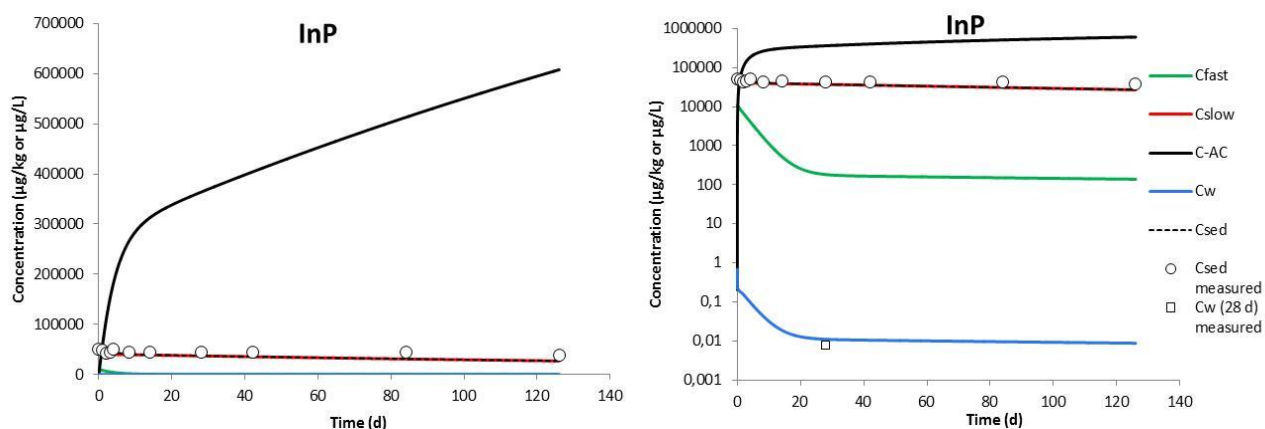 InP
700000
600000
500000
400000
300000
200000
100000
0
Concentration (µg/kg or µg/L)
0 20 40 60 80 100 120 140
Time (d)
InP
1000000
100000
10000
1000
100
10
1
0,1
0,01
0,001
Concentration (µg/kg or µg/L)
0 20 40 60 80 100 120 140
Time (d)
Cfast
Cslow
C-AC
Cw
Csed
Csed
measured
Cw (28 d)
measured